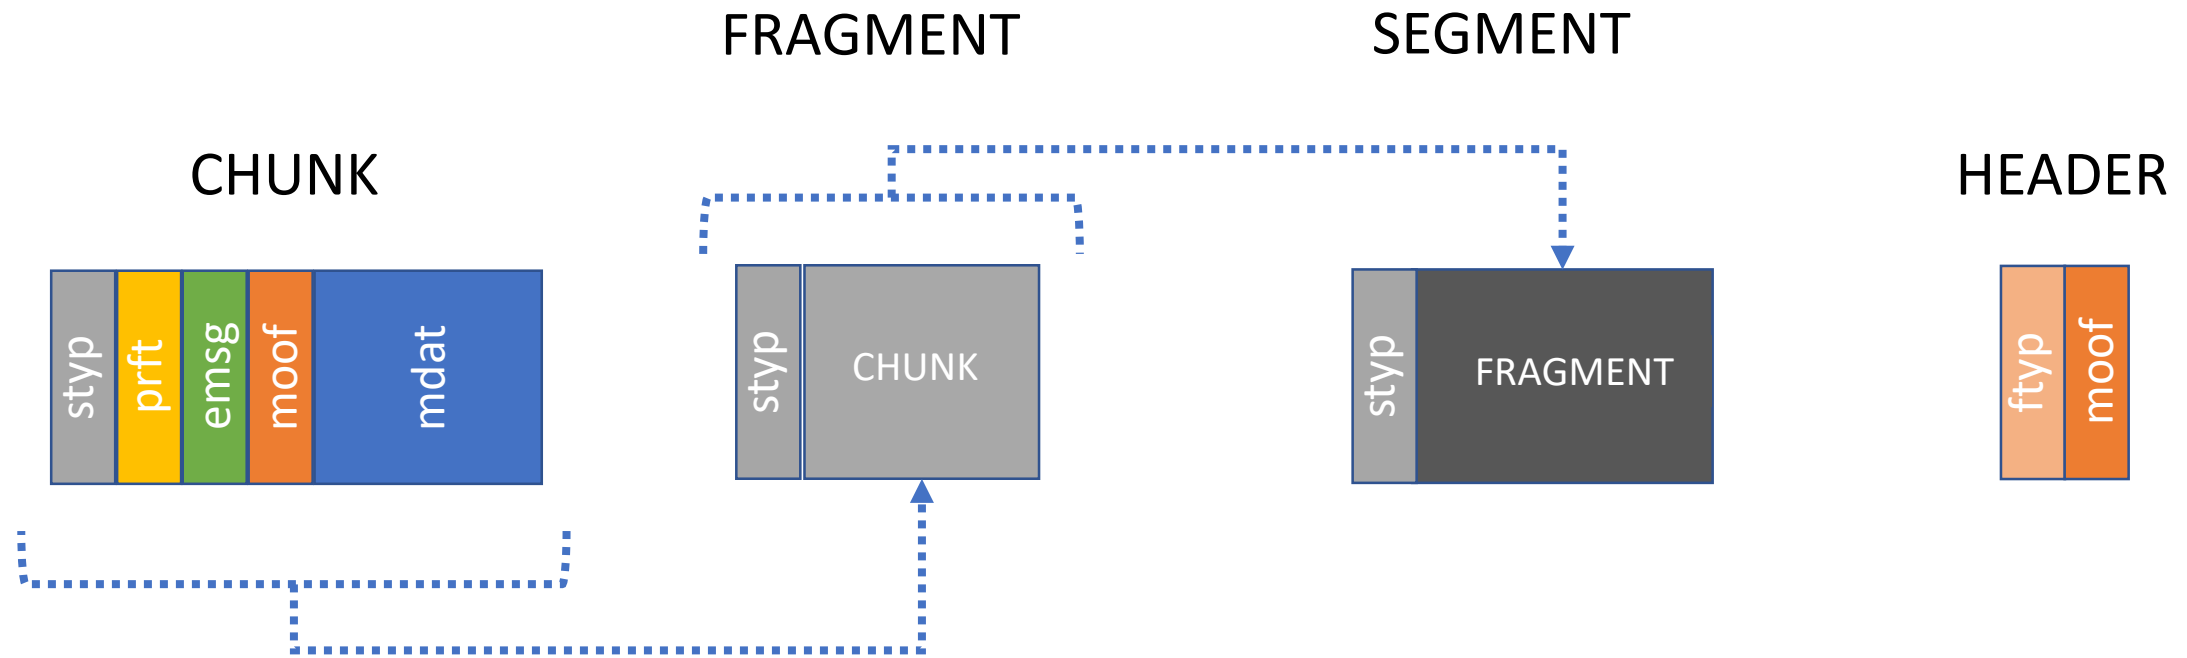 FRAGMENT
SEGMENT
CHUNK
HEADER
styp
prft
emsg
moof
mdat
styp
CHUNK
styp
FRAGMENT
ftyp
moof